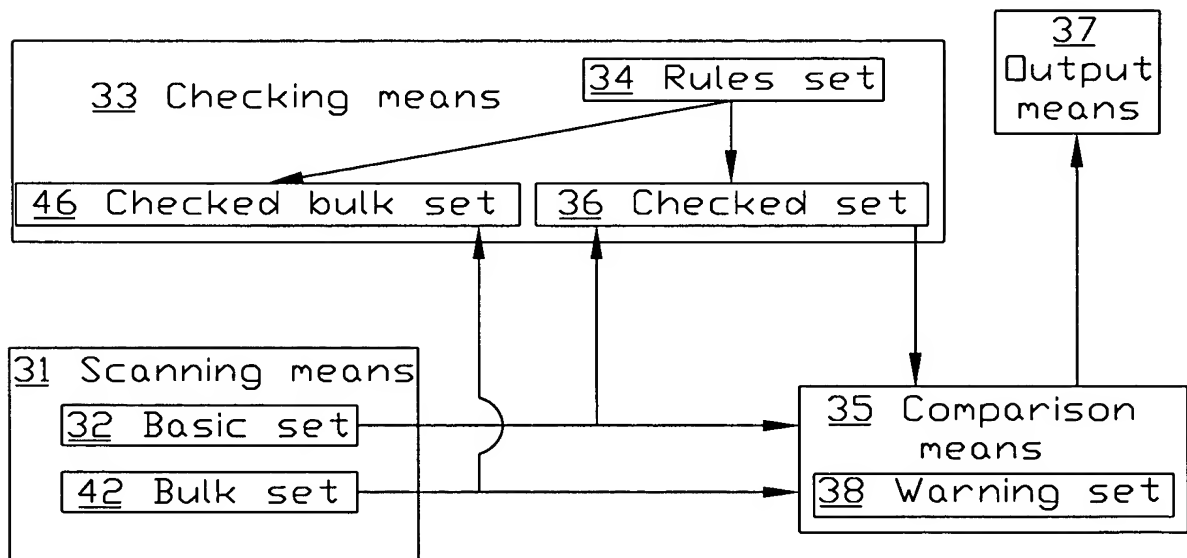 37
Output
means
34 Rules set
33 Checking means
46 Checked bulk set
36 Checked set
31 Scanning means
32 Basic set
42 Bulk set
35 Comparison
means
38 Warning set